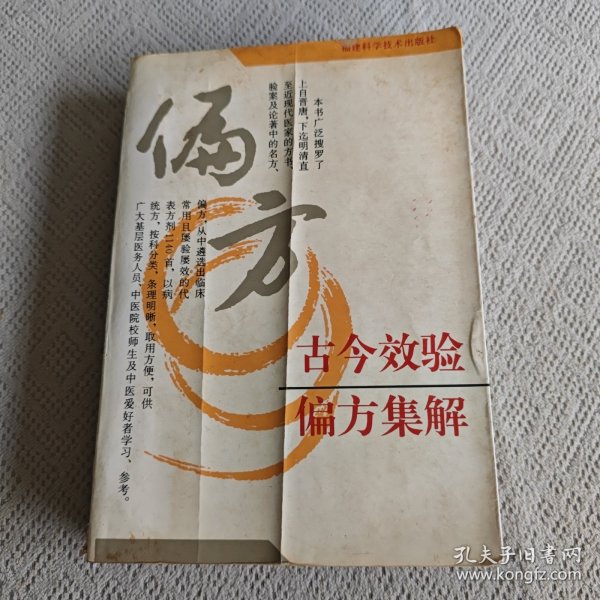 福建科学技术出版社
偏方
本书广泛搜罗了
上自晋唐，下迄明清直
至近现代医家的方书、
验案及论著中的名方、
偏方，从中遴选出临床
常用且屡验屡效的代
表方剂1140首，以病
统方，按科分类，条理明晰，取用方便，可供
广大基层医务人员、中医院校师生及中医爱好者学习、参考。
古今效验
偏方集解
孔夫子旧书网
www.kongfz.com